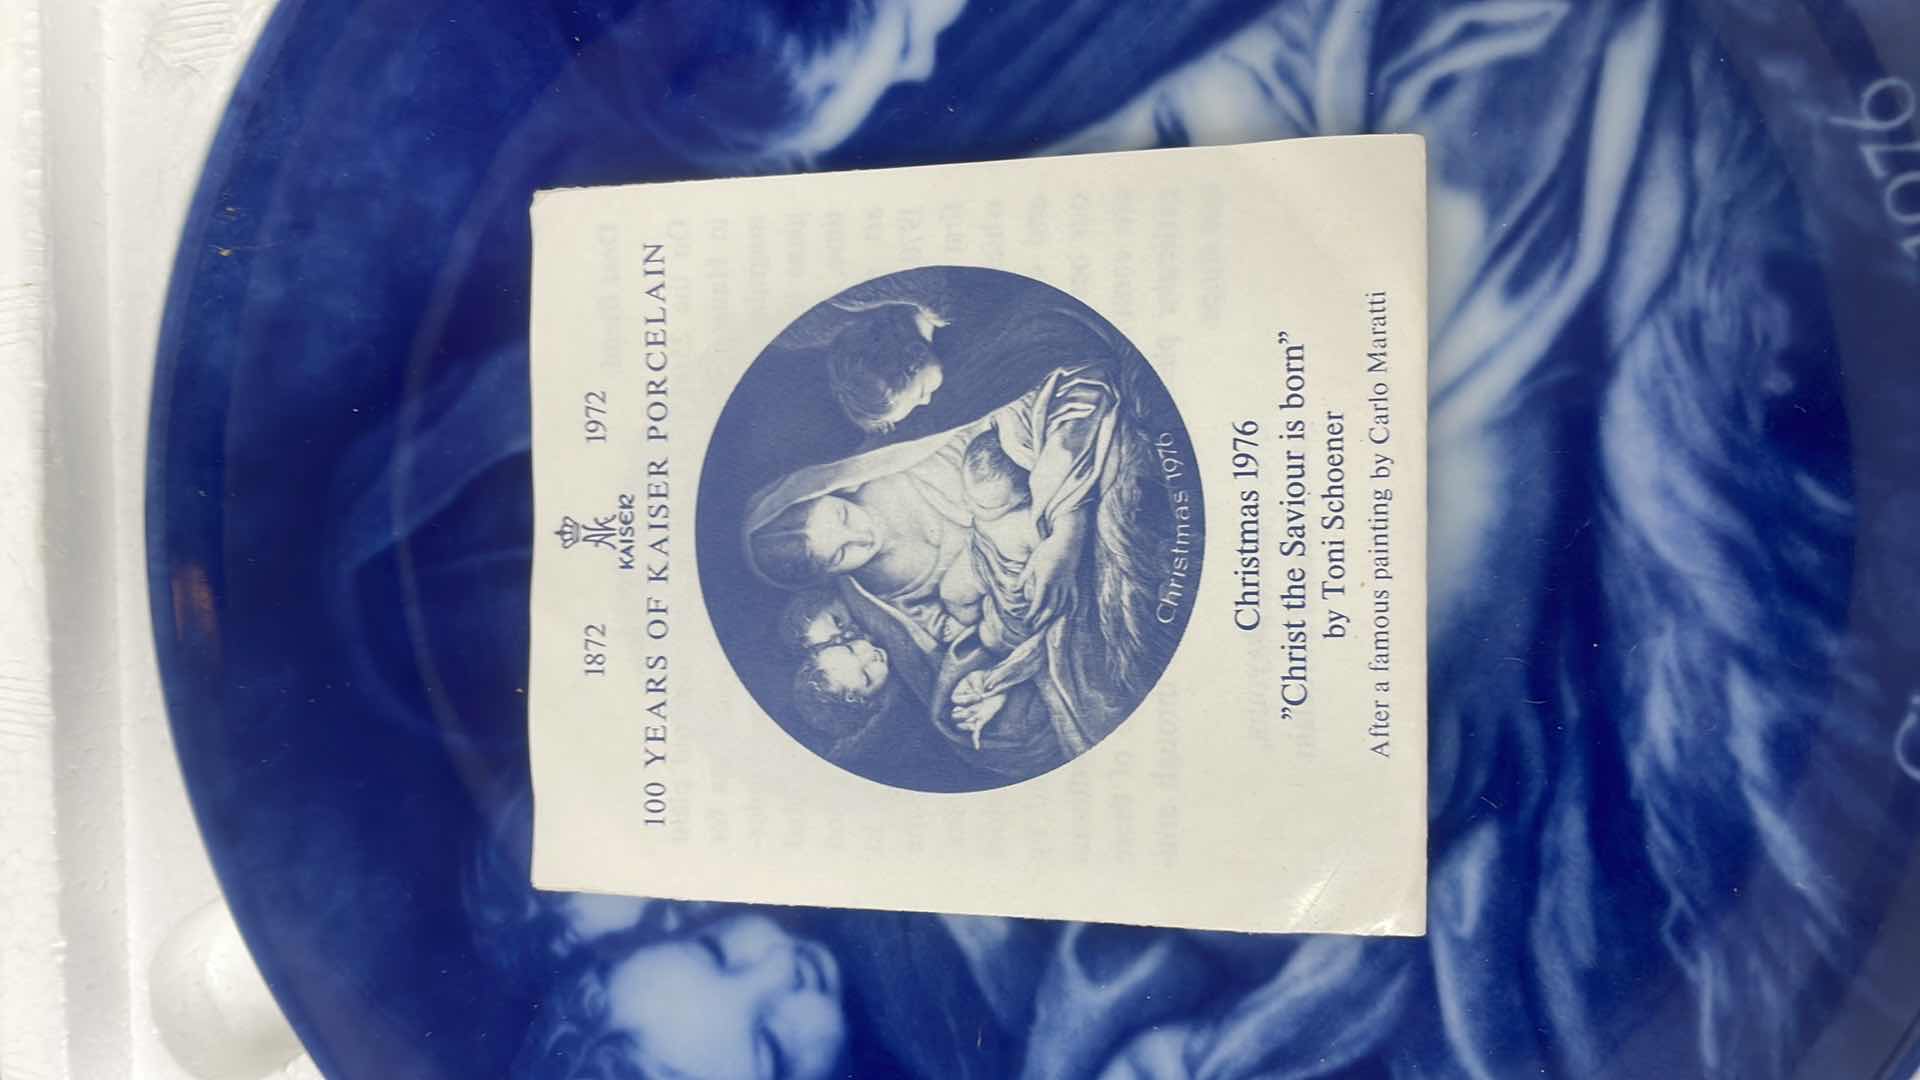 1872 1972
AK
KAISER
100 YEARS OF KAISER PORCELAIN
Christmas 1976
Christmas 1976
”Christ the Saviour is born”
by Toni Schoener
After a famous painting by Carlo Maratti
1976